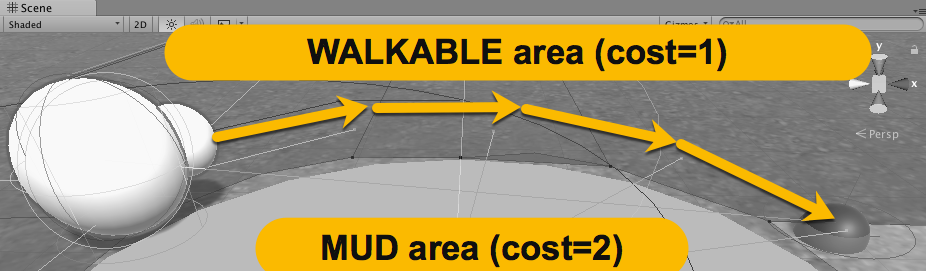 Scene
Shaded
2D
Gizmos
All
WALKABLE area (cost=1)
y
x
Persp
MUD area (cost=2)